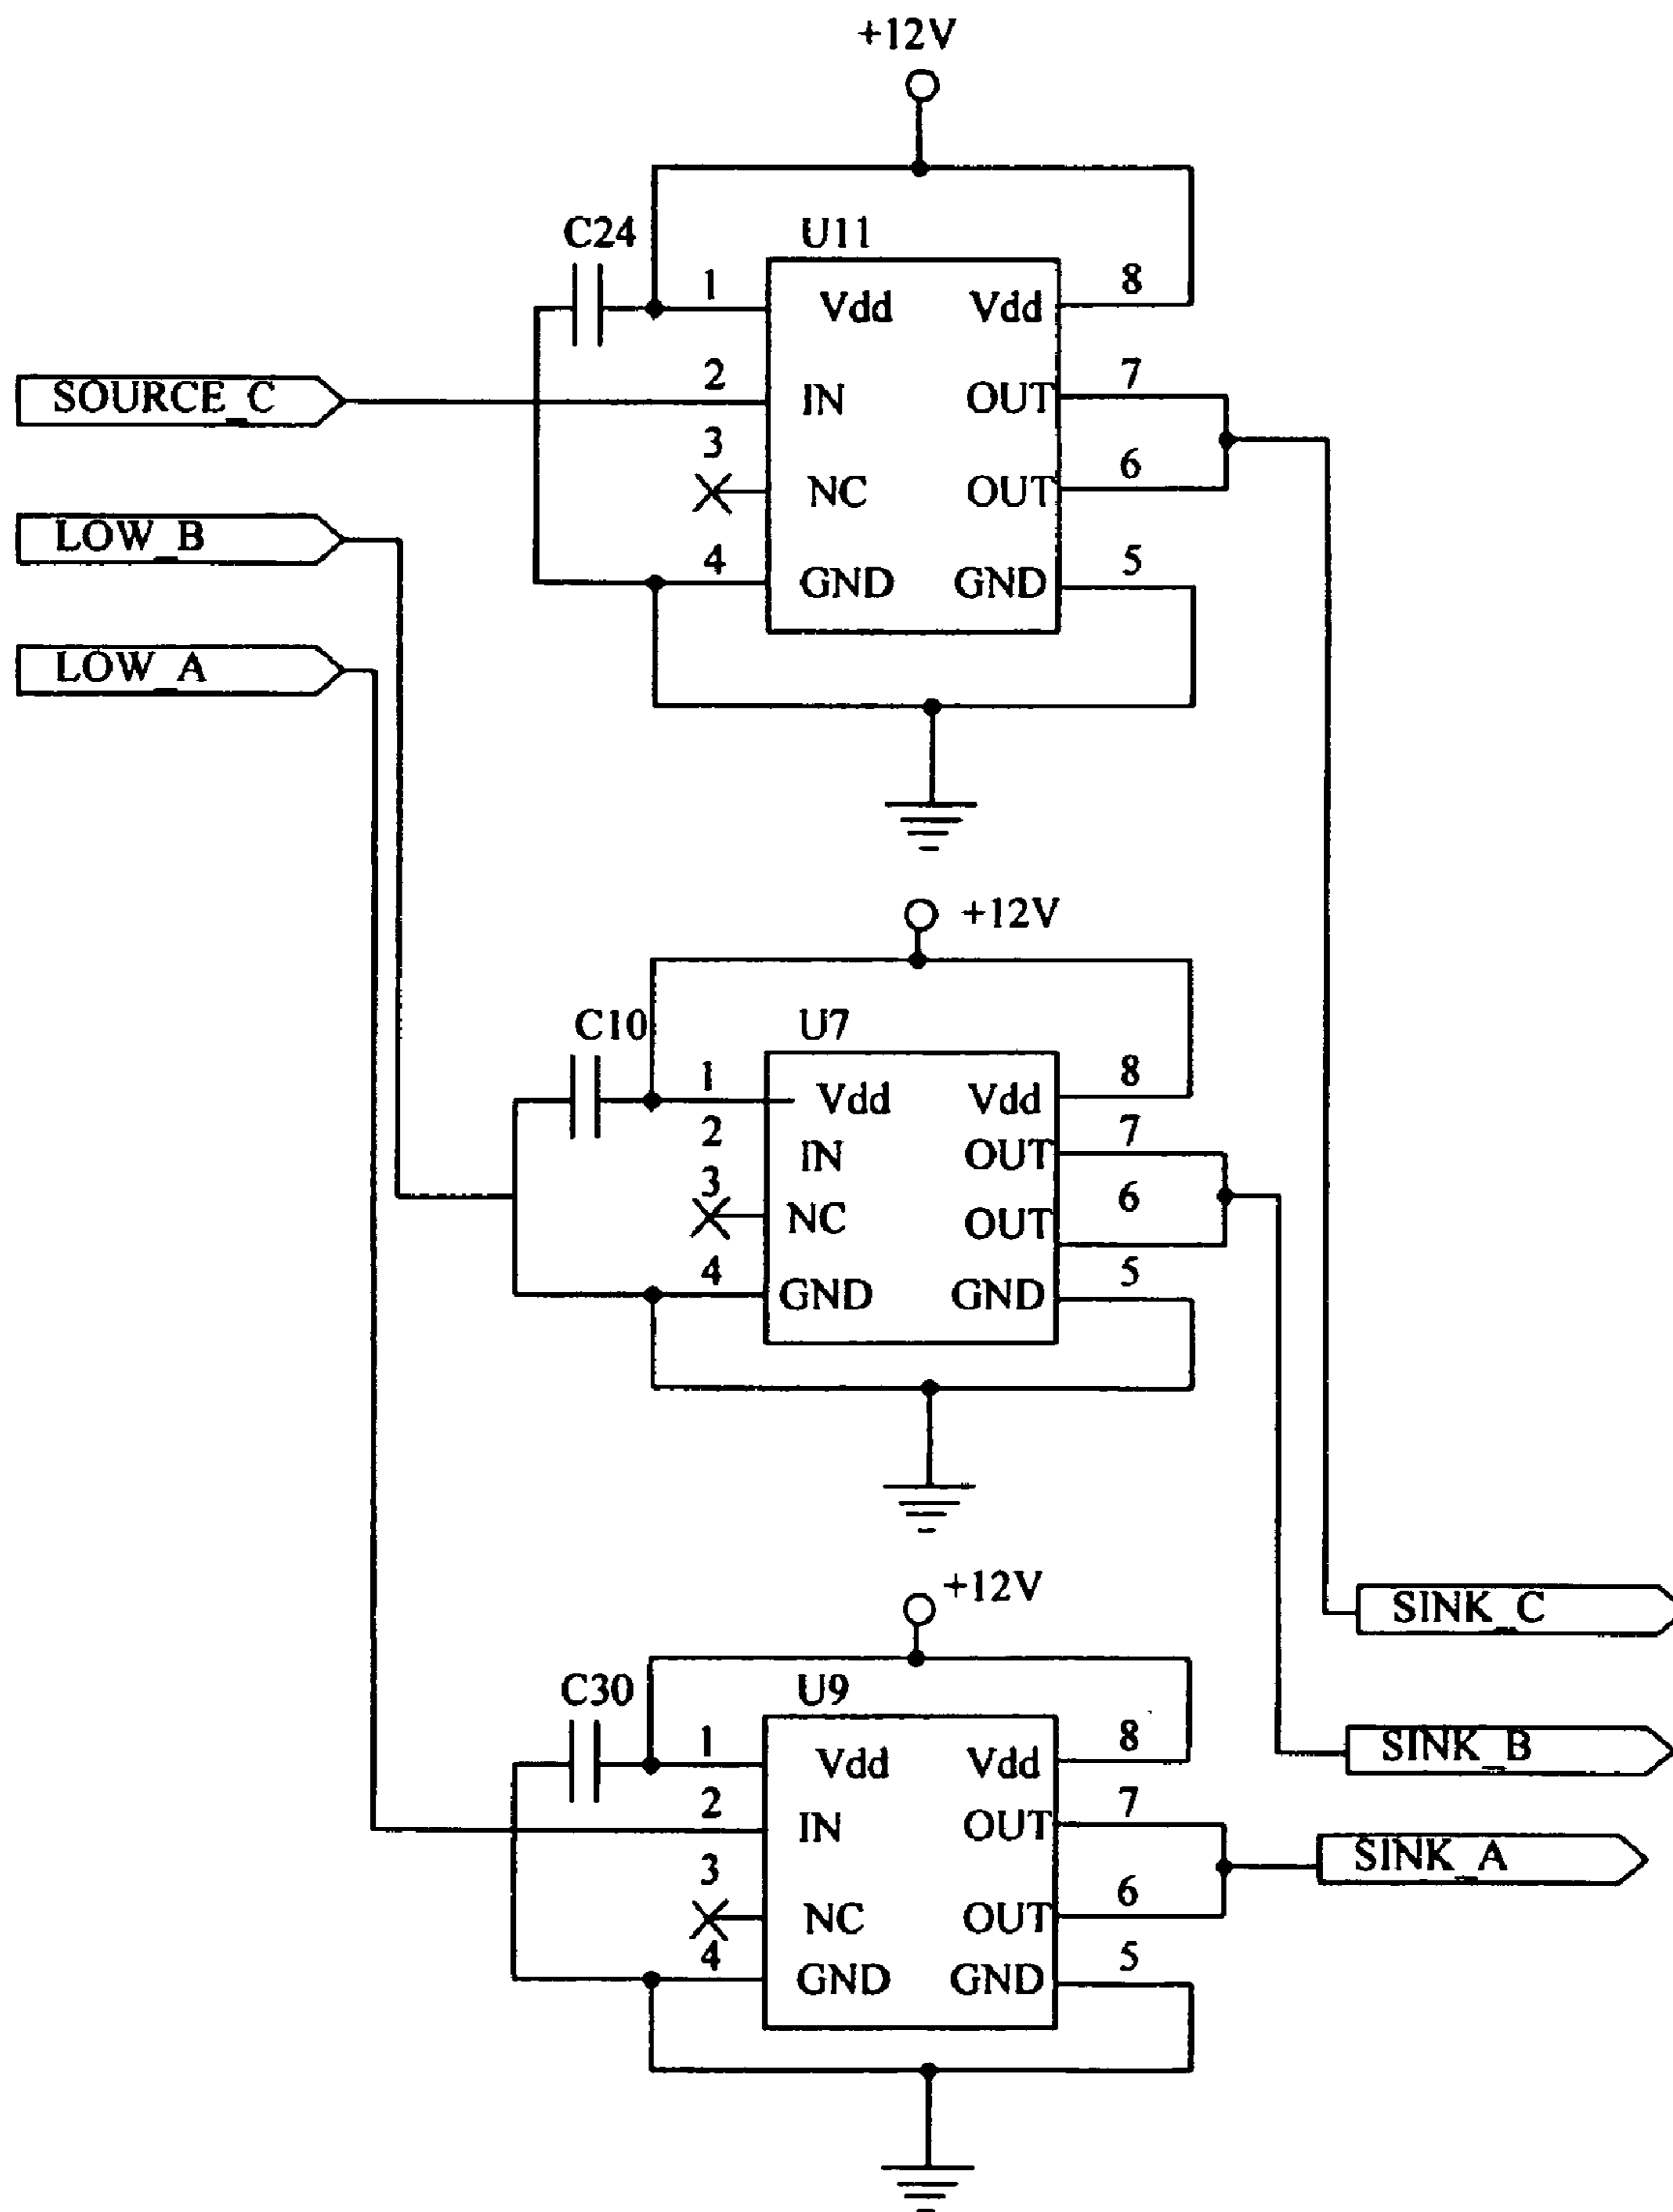 +12V
C24
U11
1 Vdd Vdd 8
SOURCE_C
2 IN OUT 7
3 NC OUT 6
LOW_B
4 GND GND 5
LOW_A
+12V
C10
U7
1 Vdd Vdd 8
2 IN OUT 7
3 NC OUT 6
4 GND GND 5
+12V
SINK_C
C30
U9
1 Vdd Vdd 8
SINK_B
2 IN OUT 7
SINK_A
3 NC OUT 6
4 GND GND 5